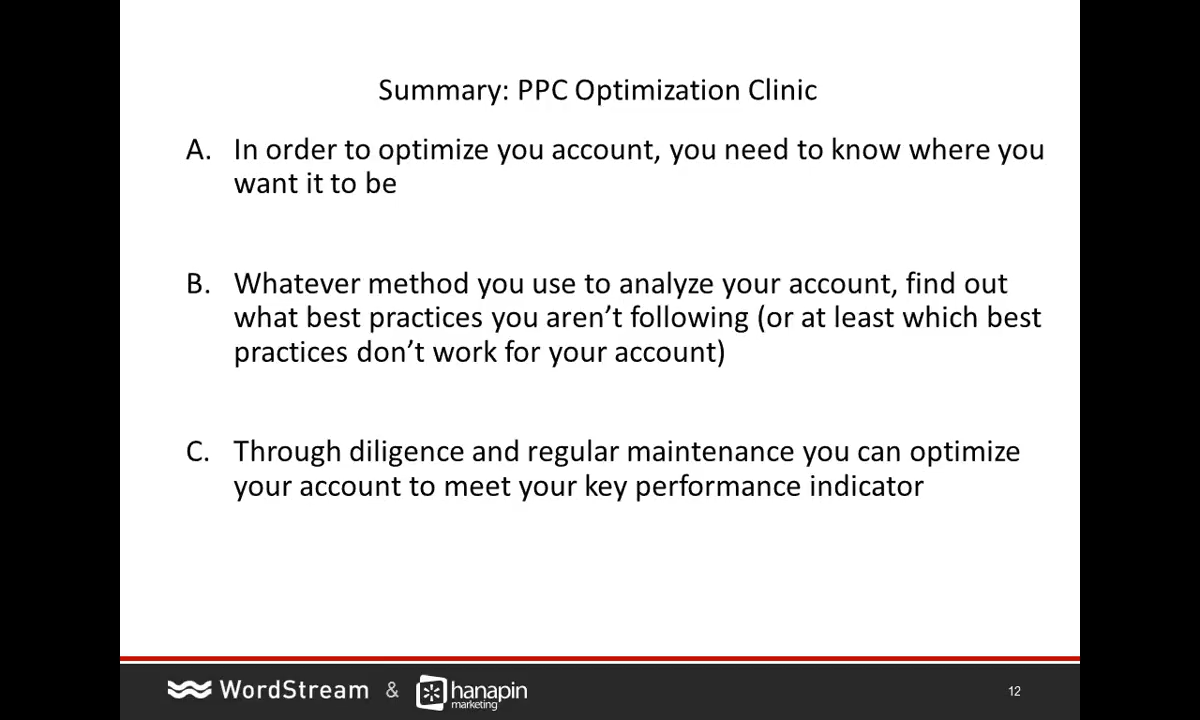 Summary: PPC Optimization Clinic
A. In order to optimize you account, you need to know where you
want it to be
B. Whatever method you use to analyze your account, find out
what best practices you aren’t following (or at least which best
practices don’t work for your account)
C. Through diligence and regular maintenance you can optimize
your account to meet your key performance indicator
WordStream & hanapin
marketing
12